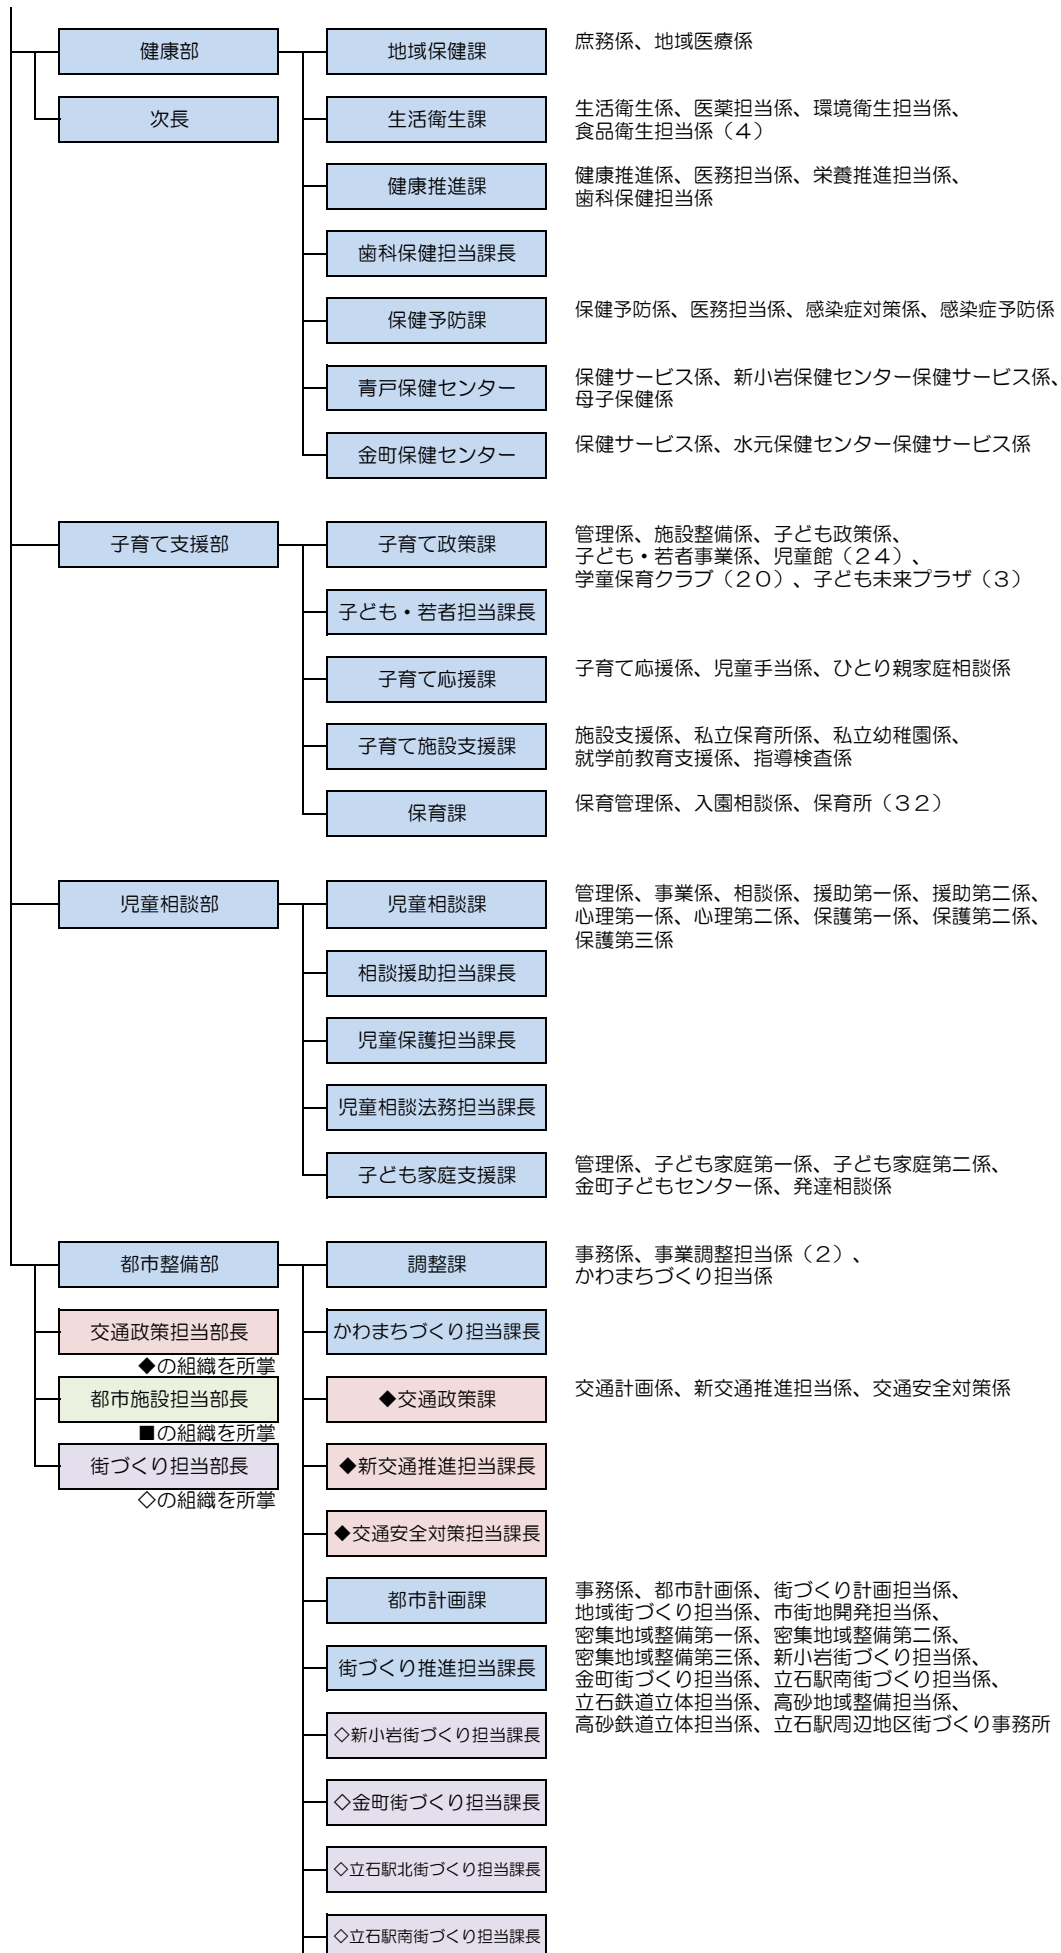 健康部
地域保健課
庶務係、地域医療係
次長
生活衛生課
生活衛生係、医薬担当係、環境衛生担当係、
食品衛生担当係（４）
健康推進課
健康推進係、医務担当係、栄養推進担当係、
歯科保健担当係
歯科保健担当課長
保健予防課
保健予防係、医務担当係、感染症対策係、感染症予防係
青戸保健センター
保健サービス係、新小岩保健センター保健サービス係、
母子保健係
金町保健センター
保健サービス係、水元保健センター保健サービス係
子育て支援部
子育て政策課
管理係、施設整備係、子ども政策係、
子ども・若者事業係、児童館（２４）、
学童保育クラブ（２０）、子ども未来プラザ（３）
子ども・若者担当課長
子育て応援課
子育て応援係、児童手当係、ひとり親家庭相談係
子育て施設支援課
施設支援係、私立保育所係、私立幼稚園係、
就学前教育支援係、指導検査係
保育課
保育管理係、入園相談係、保育所（３２）
児童相談部
児童相談課
管理係、事業係、相談係、援助第一係、援助第二係、
心理第一係、心理第二係、保護第一係、保護第二係、
保護第三係
相談援助担当課長
児童保護担当課長
児童相談法務担当課長
子ども家庭支援課
管理係、子ども家庭第一係、子ども家庭第二係、
金町子どもセンター係、発達相談係
都市整備部
調整課
事務係、事業調整担当係（２）、
かわまちづくり担当係
交通政策担当部長
◆の組織を所掌
かわまちづくり担当課長
都市施設担当部長
■の組織を所掌
◆交通政策課
交通計画係、新交通推進担当係、交通安全対策係
街づくり担当部長
◇の組織を所掌
◆新交通推進担当課長
◆交通安全対策担当課長
都市計画課
事務係、都市計画係、街づくり計画担当係、
地域街づくり担当係、市街地開発担当係、
密集地域整備第一係、密集地域整備第二係、
密集地域整備第三係、新小岩街づくり担当係、
金町街づくり担当係、立石駅南街づくり担当係、
立石鉄道立体担当係、高砂地域整備担当係、
高砂鉄道立体担当係、立石駅周辺地区街づくり事務所
街づくり推進担当課長
◇新小岩街づくり担当課長
◇金町街づくり担当課長
◇立石駅北街づくり担当課長
◇立石駅南街づくり担当課長